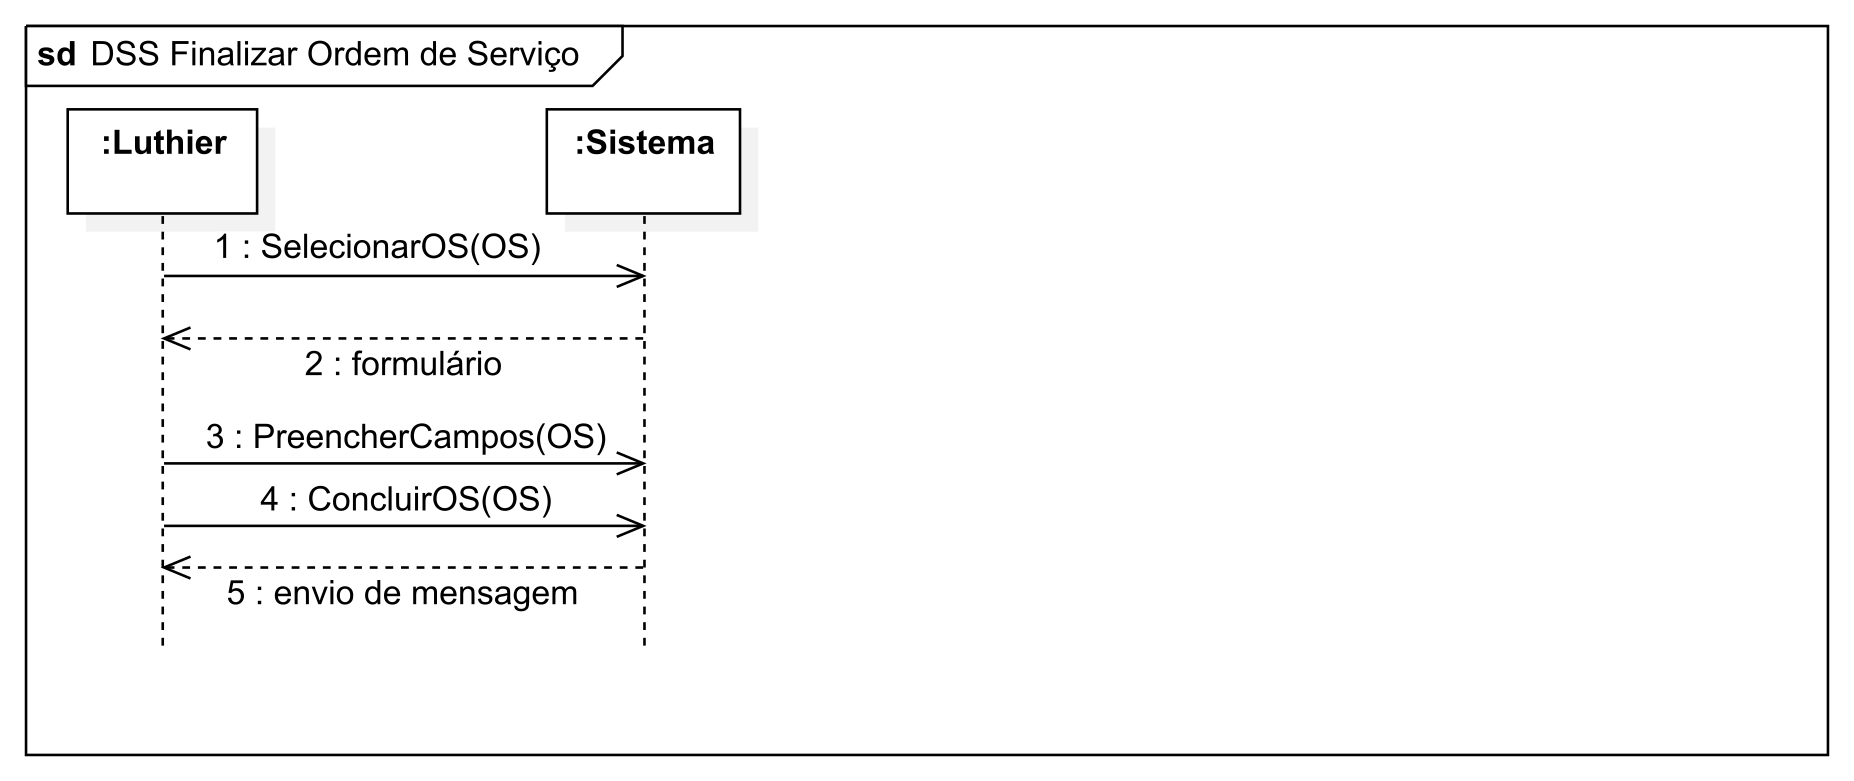 sd DSS Finalizar Ordem de Serviço
:Luthier
:Sistema
1 : SelecionarOS(OS)
2 : formulário
3 : PreencherCampos(OS)
4 : ConcluirOS(OS)
5 : envio de mensagem